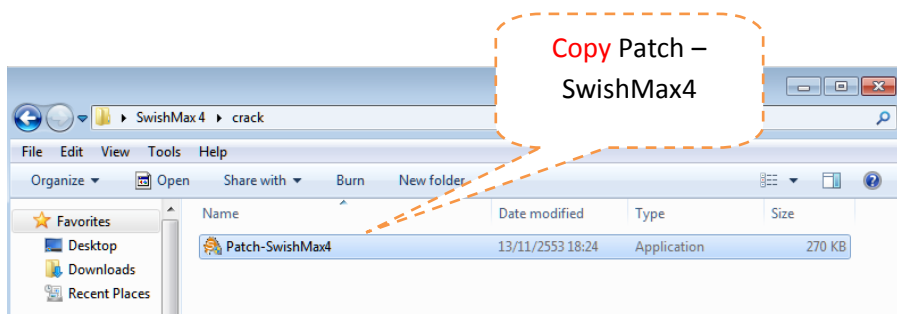 Copy Patch –
SwishMax4
SwishMax 4 ▸ crack
File Edit View Tools Help
Organize ▾ Open Share with ▾ Burn New folder
Favorites
Desktop
Downloads
Recent Places
Name Date modified Type Size
Patch-SwishMax4 13/11/2553 18:24 Application 270 KB